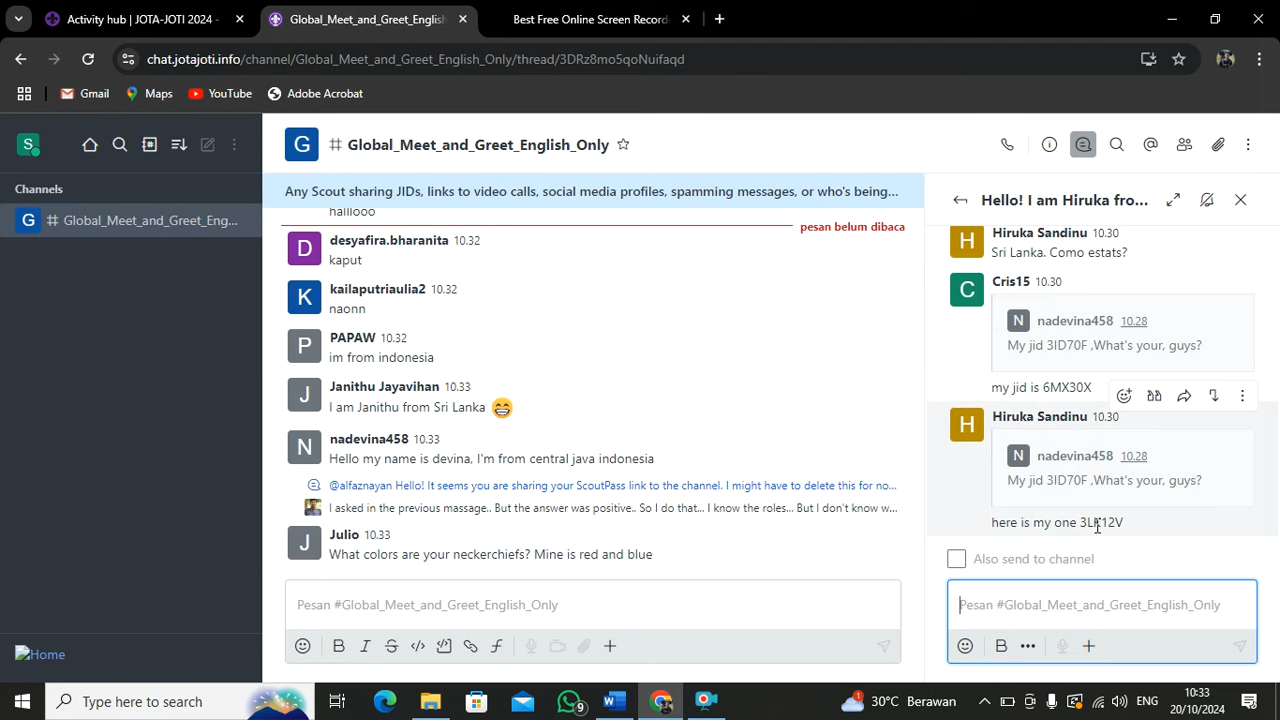 Activity hub | JOTA-JOTI 2024 -
Global_Meet_and_Greet_English
Best Free Online Screen Record
chat.jotajoti.info/channel/Global_Meet_and_Greet_English_Only/thread/3DRz8mo5qoNuifaqd
Gmail
Maps
YouTube
Adobe Acrobat
S
Channels
G # Global_Meet_and_Greet_Eng...
Home
G # Global_Meet_and_Greet_English_Only
Any Scout sharing JIDs, links to video calls, social media profiles, spamming messages, or who's being...
halllooo
pesan belum dibaca
D desyafira.bharanita 10.32
kaput
K kailaputriaulia2 10.32
naonn
P PAPAW 10.32
im from indonesia
J Janithu Jayavihan 10.33
I am Janithu from Sri Lanka 😁
N nadevina458 10.33
Hello my name is devina, I'm from central java indonesia
@alfaznayan Hello! It seems you are sharing your ScoutPass link to the channel. I might have to delete this for no...
I asked in the previous massage.. But the answer was positive.. So I do that... I know the roles... But I don't know w...
J Julio 10.33
What colors are your neckerchiefs? Mine is red and blue
Pesan #Global_Meet_and_Greet_English_Only
Hello! I am Hiruka fro...
H Hiruka Sandinu 10.30
Sri Lanka. Como estats?
C Cris15 10.30
N nadevina458 10.28
My jid 3ID70F ,What's your, guys?
my jid is 6MX30X
H Hiruka Sandinu 10.30
N nadevina458 10.28
My jid 3ID70F ,What's your, guys?
here is my one
Also send to channel
Pesan #Global_Meet_and_Greet_English_Only
Type here to search
9
30°C Berawan
ENG
10:33
20/10/2024